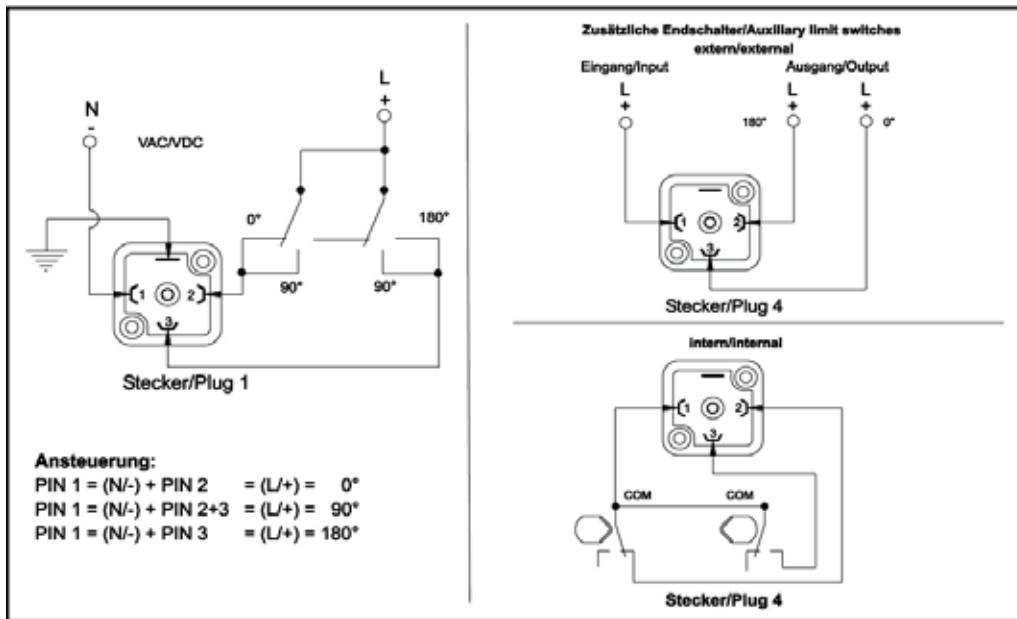 N
-
VAC/VDC
L
+
0°
180°
90°
90°
1
2
3
Stecker/Plug 1
Ansteuerung:
PIN 1 = (N/-) + PIN 2 = (L/+) = 0°
PIN 1 = (N/-) + PIN 2+3 = (L/+) = 90°
PIN 1 = (N/-) + PIN 3 = (L/+) = 180°
Zusätzliche Endschalter/Auxiliary limit switches
extern/external
Eingang/Input
Ausgang/Output
L
+
L
+
L
+
180°
0°
1
2
3
Stecker/Plug 4
intern/internal
1
2
3
COM
COM
Stecker/Plug 4